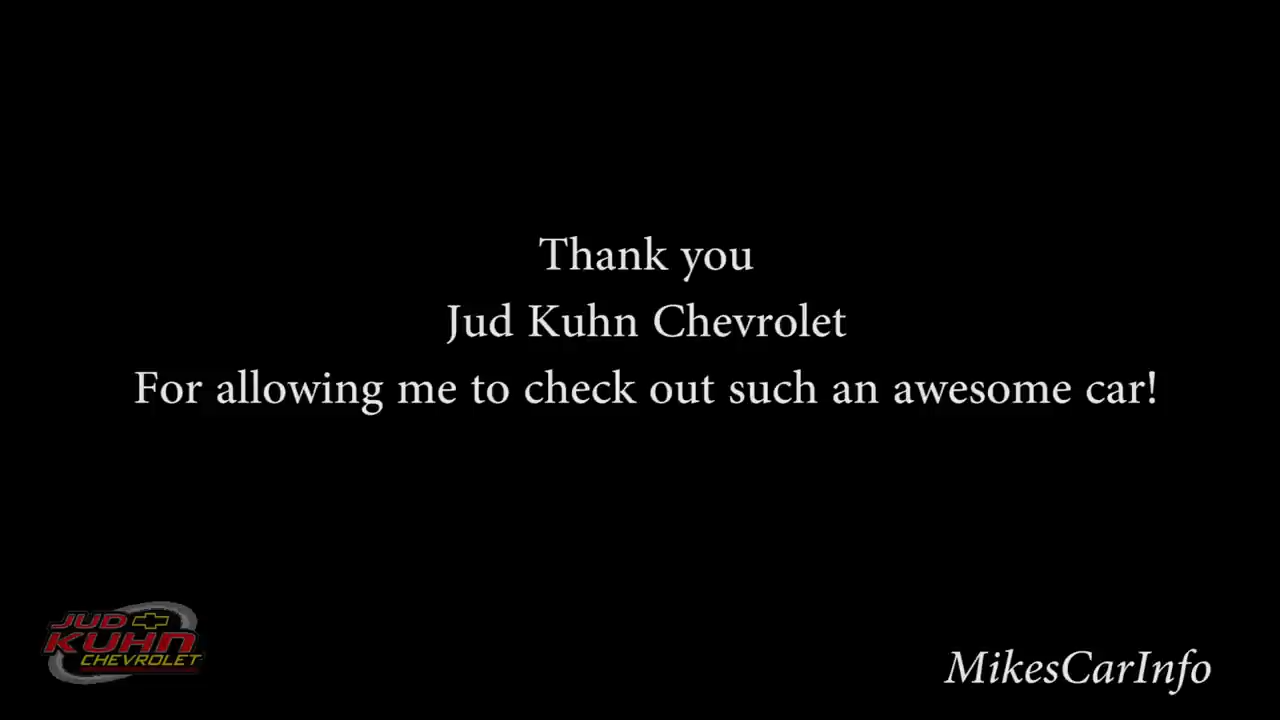 Thank you
Jud Kuhn Chevrolet
For allowing me to check out such an awesome car!
JUD
KUHN
CHEVROLET
MikesCarInfo